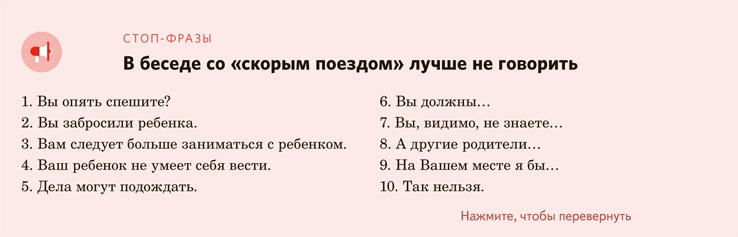 СТОП-ФРАЗЫ
В беседе со «скорым поездом» лучше не говорить
1. Вы опять спешите?
2. Вы забросили ребенка.
3. Вам следует больше заниматься с ребенком.
4. Ваш ребенок не умеет себя вести.
5. Дела могут подождать.
6. Вы должны…
7. Вы, видимо, не знаете…
8. А другие родители…
9. На Вашем месте я бы…
10. Так нельзя.
Нажмите, чтобы перевернуть